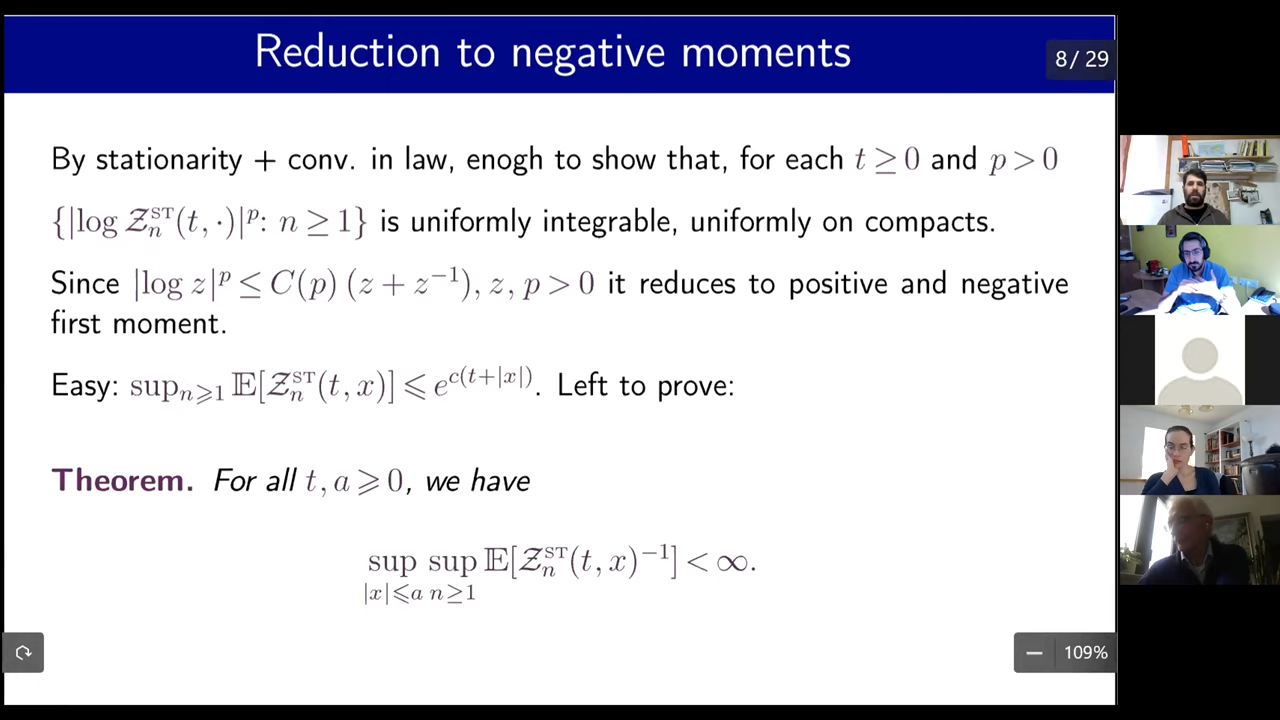 Reduction to negative moments
8 / 29
By stationarity + conv. in law, enogh to show that, for each t ≥ 0 and p > 0
{|log 𝒵ₙˢᵀ(t, ·)|ᵖ: n ≥ 1} is uniformly integrable, uniformly on compacts.
Since |log z|ᵖ ≤ C(p) (z + z⁻¹), z, p > 0 it reduces to positive and negative
first moment.
Easy: supₙ⩾₁ 𝔼[𝒵ₙˢᵀ(t, x)] ⩽ e^{c(t+|x|)}. Left to prove:
Theorem. For all t, a ⩾ 0, we have
sup_{|x|⩽a} sup_{n≥1} 𝔼[𝒵ₙˢᵀ(t, x)⁻¹] < ∞.
109%